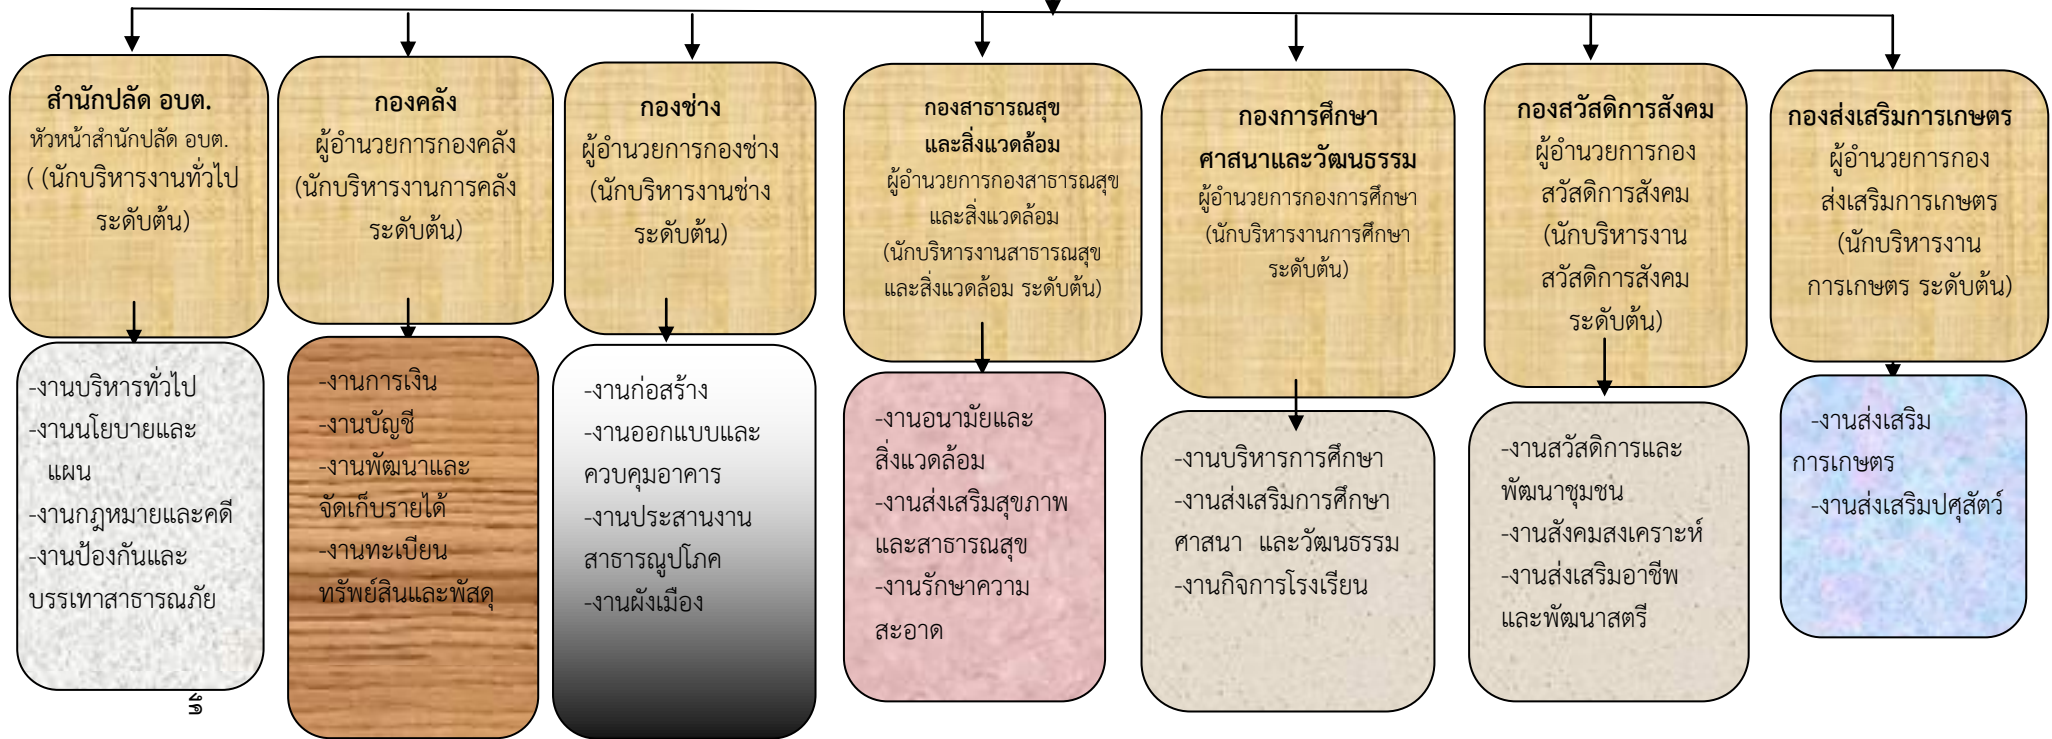 สำนักปลัด อบต.
หัวหน้าสำนักปลัด อบต.
( (นักบริหารงานทั่วไป
ระดับต้น)
กองคลัง
ผู้อำนวยการกองคลัง
(นักบริหารงานการคลัง
ระดับต้น)
กองช่าง
ผู้อำนวยการกองช่าง
(นักบริหารงานช่าง
ระดับต้น)
กองสาธารณสุข
และสิ่งแวดล้อม
ผู้อำนวยการกองสาธารณสุข
และสิ่งแวดล้อม
(นักบริหารงานสาธารณสุข
และสิ่งแวดล้อม ระดับต้น)
กองการศึกษา
ศาสนาและวัฒนธรรม
ผู้อำนวยการกองการศึกษา
(นักบริหารงานการศึกษา
ระดับต้น)
กองสวัสดิการสังคม
ผู้อำนวยการกอง
สวัสดิการสังคม
(นักบริหารงาน
สวัสดิการสังคม
ระดับต้น)
กองส่งเสริมการเกษตร
ผู้อำนวยการกอง
ส่งเสริมการเกษตร
(นักบริหารงาน
การเกษตร ระดับต้น)
-งานบริหารทั่วไป
-งานนโยบายและ
แผน
-งานกฎหมายและคดี
-งานป้องกันและ
บรรเทาสาธารณภัย
-งานการเงิน
-งานบัญชี
-งานพัฒนาและ
จัดเก็บรายได้
-งานทะเบียน
ทรัพย์สินและพัสดุ
-งานก่อสร้าง
-งานออกแบบและ
ควบคุมอาคาร
-งานประสานงาน
สาธารณูปโภค
-งานผังเมือง
-งานอนามัยและ
สิ่งแวดล้อม
-งานส่งเสริมสุขภาพ
และสาธารณสุข
-งานรักษาความ
สะอาด
-งานบริหารการศึกษา
-งานส่งเสริมการศึกษา
ศาสนา และวัฒนธรรม
-งานกิจการโรงเรียน
-งานสวัสดิการและ
พัฒนาชุมชน
-งานสังคมสงเคราะห์
-งานส่งเสริมอาชีพ
และพัฒนาสตรี
-งานส่งเสริม
การเกษตร
-งานส่งเสริมปศุสัตว์